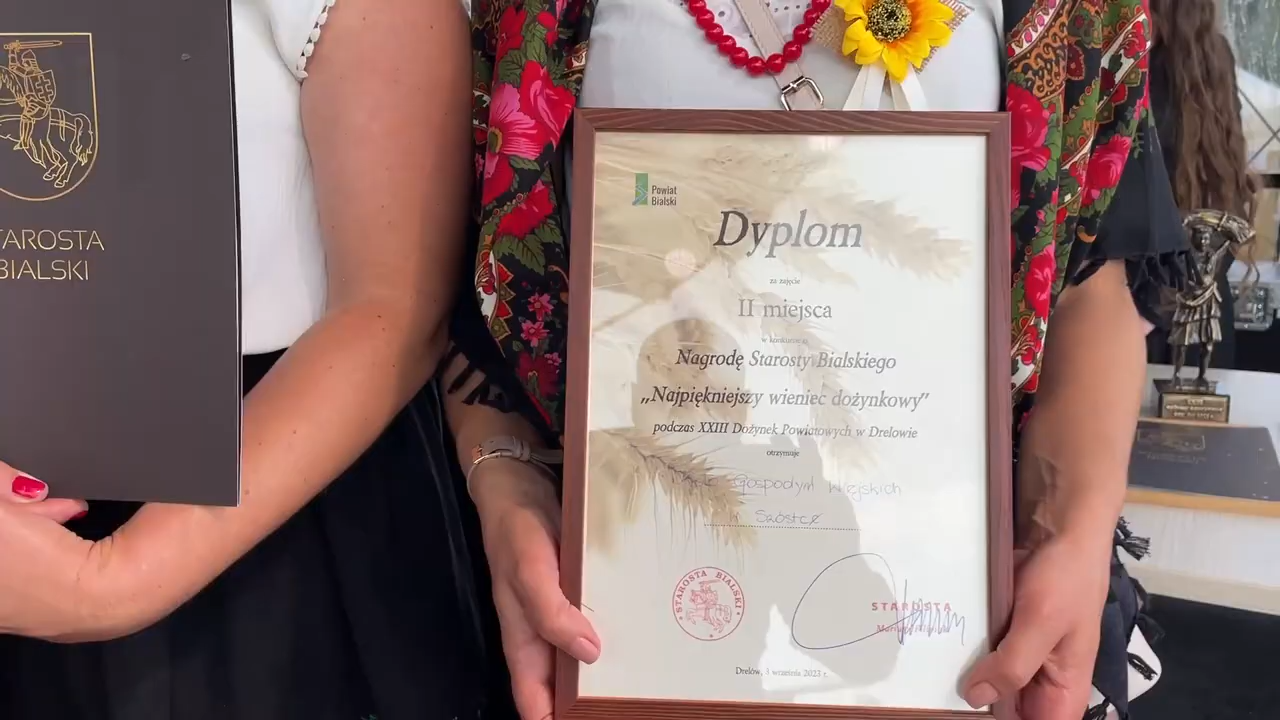 STAROSTA
BIALSKI
Powiat
Bialski
Dyplom
za zajęcie
II miejsca
w konkursie o
Nagrodę Starosty Bialskiego
„Najpiękniejszy wieniec dożynkowy”
podczas XXIII Dożynek Powiatowych w Drelowie
otrzymuje
Gospodyń Wiejskich
w Szóstce
STAROSTA BIALSKI
STAROSTA
Drelów, 3 września 2023 r.